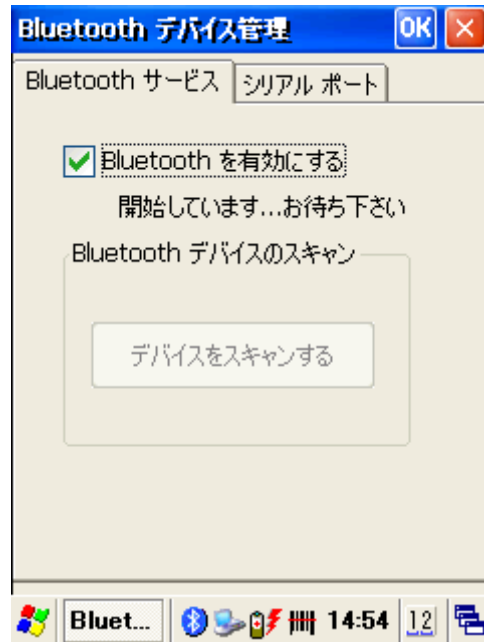 Bluetooth デバイス管理 OK
Bluetooth サービス シリアル ポート
Bluetooth を有効にする
開始しています...お待ち下さい
Bluetooth デバイスのスキャン
デバイスをスキャンする
Bluet... 14:54 12